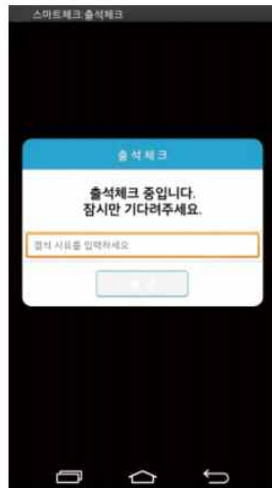 스마트체크:출석체크
출석체크
출석체크 중입니다.
잠시만 기다려주세요.
결석 사유를 입력하세요